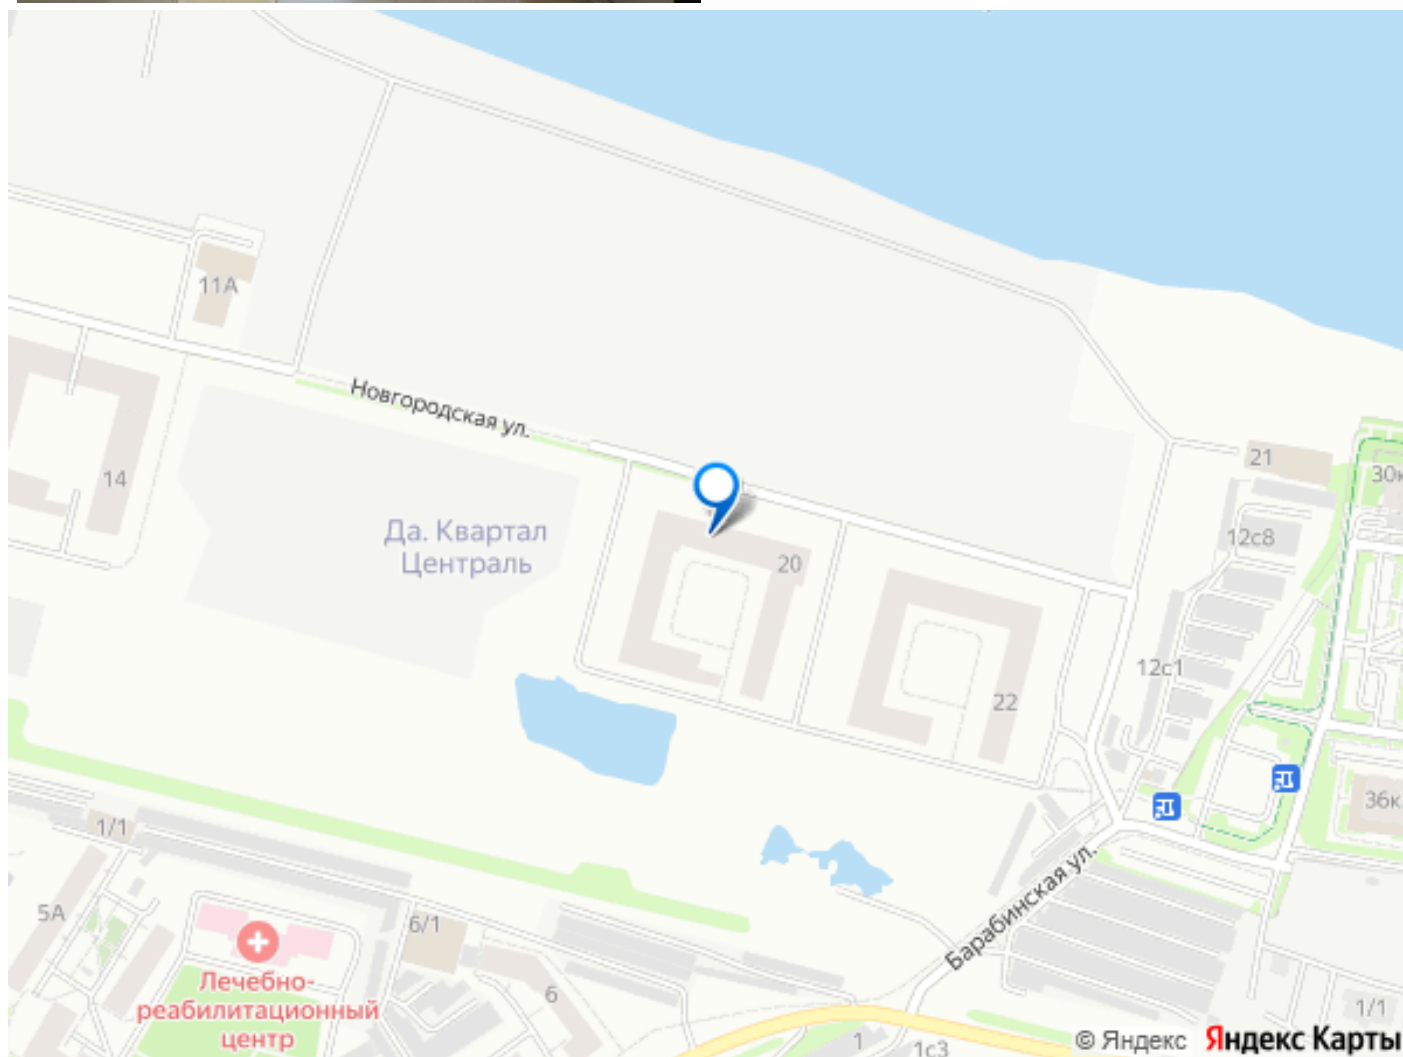 11А
Новгородская ул.
14
Да. Квартал
Централь
20
22
21
30к
12с8
12с1
36к
1/1
5А
6/1
6
Лечебно-
реабилитационный
центр
Барабинская ул.
1/1
1
1с3
© Яндекс Яндекс Карты